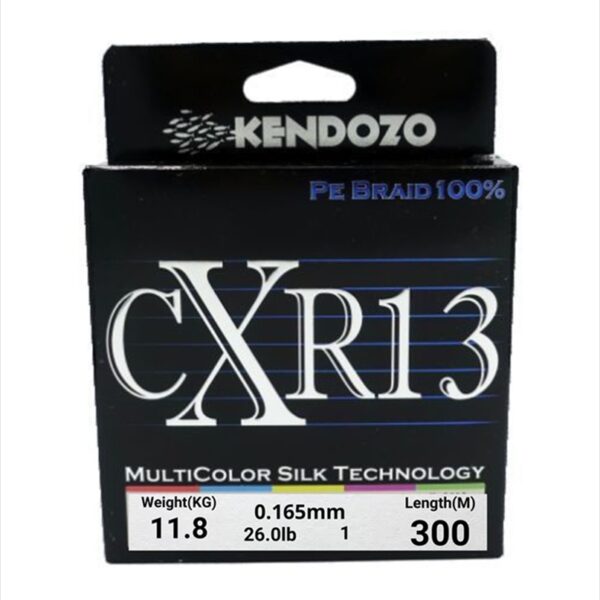 KENDOZO
PE BRAID 100%
CXR13
MULTICOLOR SILK TECHNOLOGY
Weight(KG) 0.165mm Length(M)
11.8 26.0lb 1 300